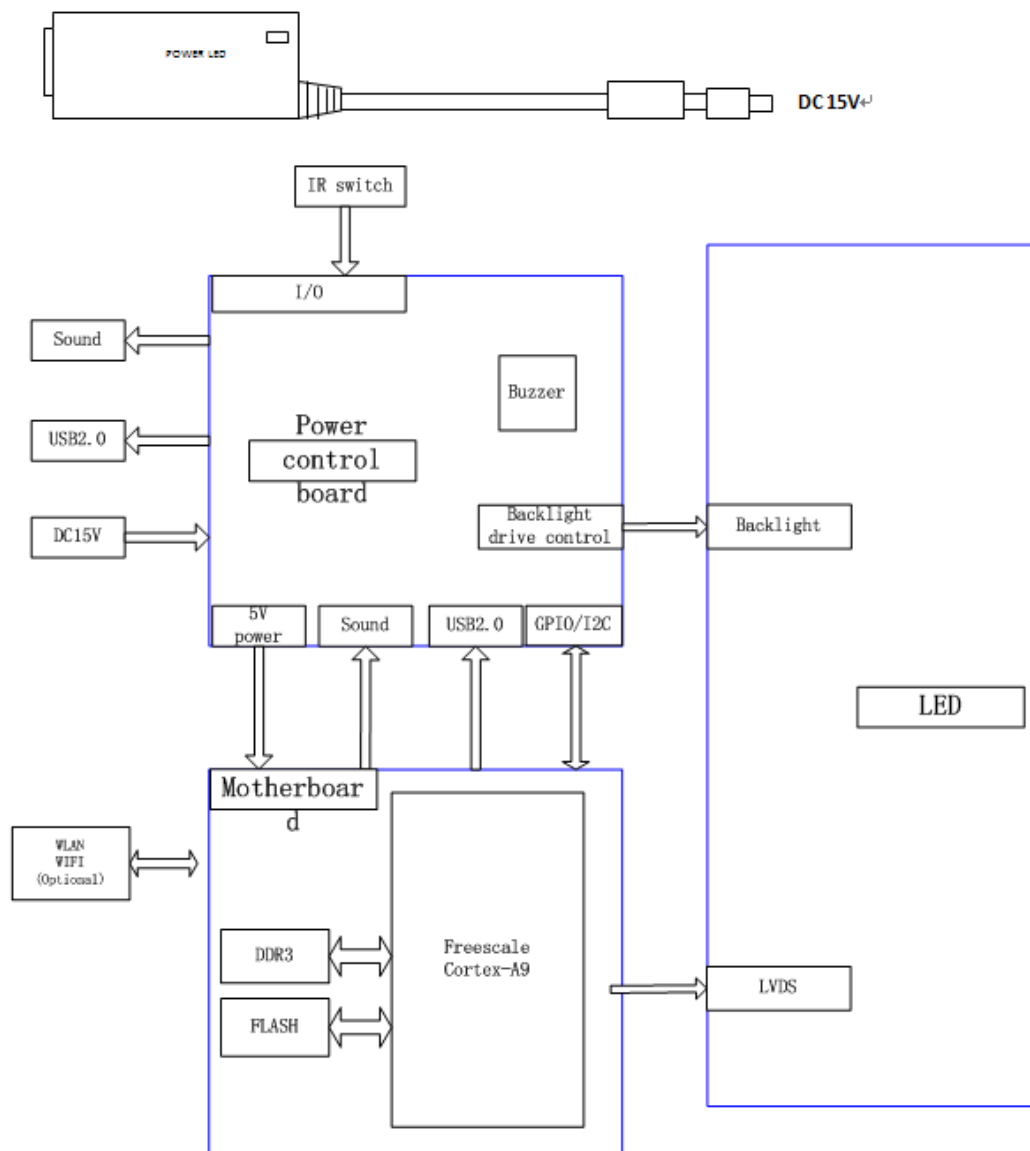 POWER LED
DC15V↵
IR switch
I/O
Sound
Buzzer
USB2.0
Power
control
board
DC15V
Backlight
drive control
Backlight
5V
power
Sound
USB2.0
GPIO/I2C
LED
Motherboar
d
WLAN
WIFI
(Optional)
DDR3
Freescale
Cortex-A9
FLASH
LVDS